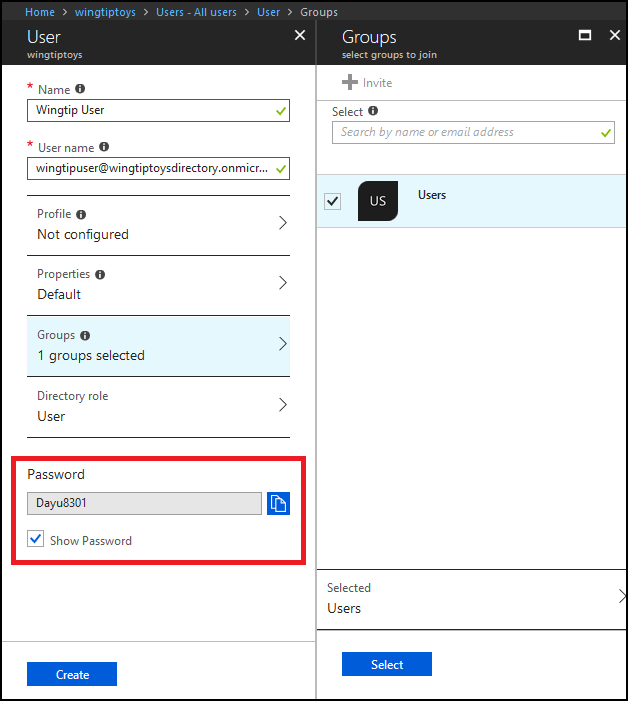 Home > wingtiptoys > Users - All users > User > Groups
User
wingtiptoys
* Name
Wingtip User
* User name
wingtipuser@wingtiptoysdirectory.onmicr...
Profile
Not configured
Properties
Default
Groups
1 groups selected
Directory role
User
Password
Dayu8301
Show Password
Create
Groups
select groups to join
Invite
Select
Search by name or email address
US
Users
Selected
Users
Select